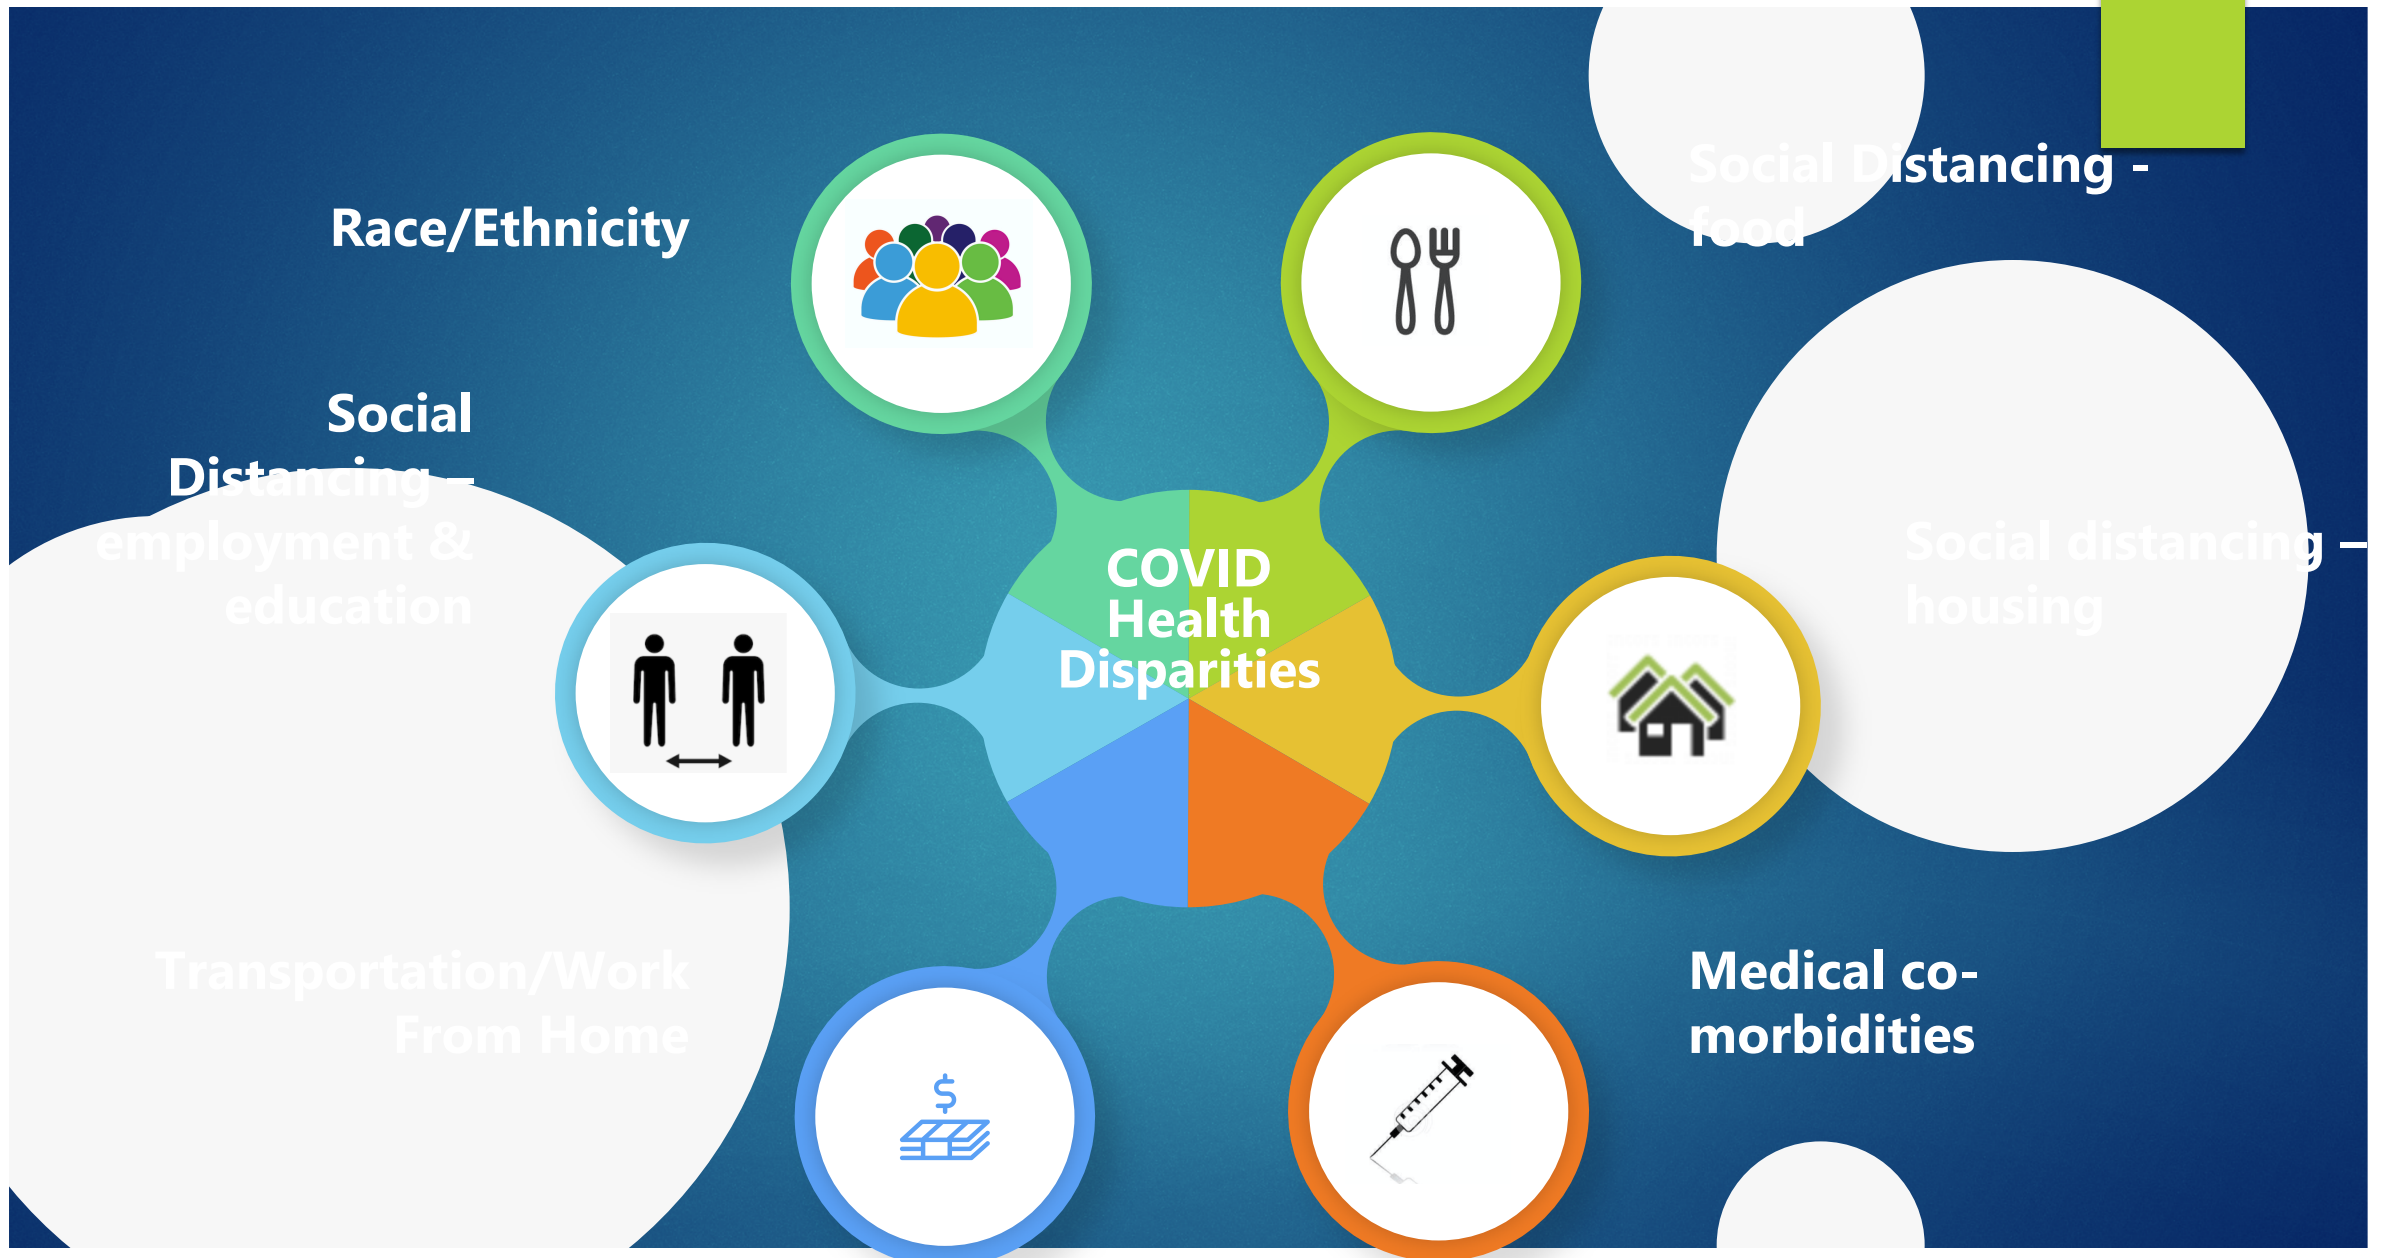 Race/Ethnicity
Social Distancing -
food
Social
Distancing –
employment &
education
COVID
Health
Disparities
Social distancing –
housing
Transportation/Work
From Home
Medical co-
morbidities
$